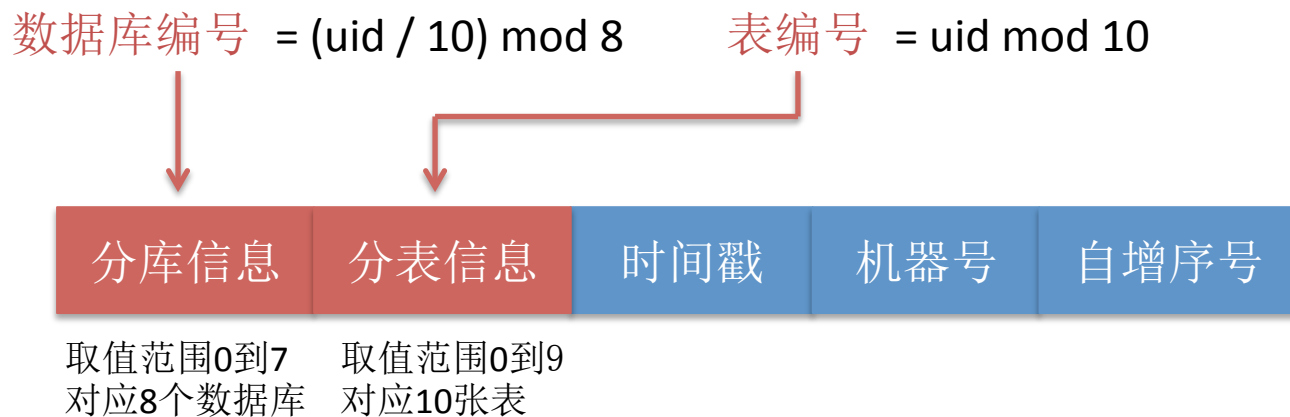 数据库编号 = (uid / 10) mod 8 表编号 = uid mod 10
分库信息 分表信息 时间戳 机器号 自增序号
取值范围0到7 取值范围0到9
对应8个数据库 对应10张表